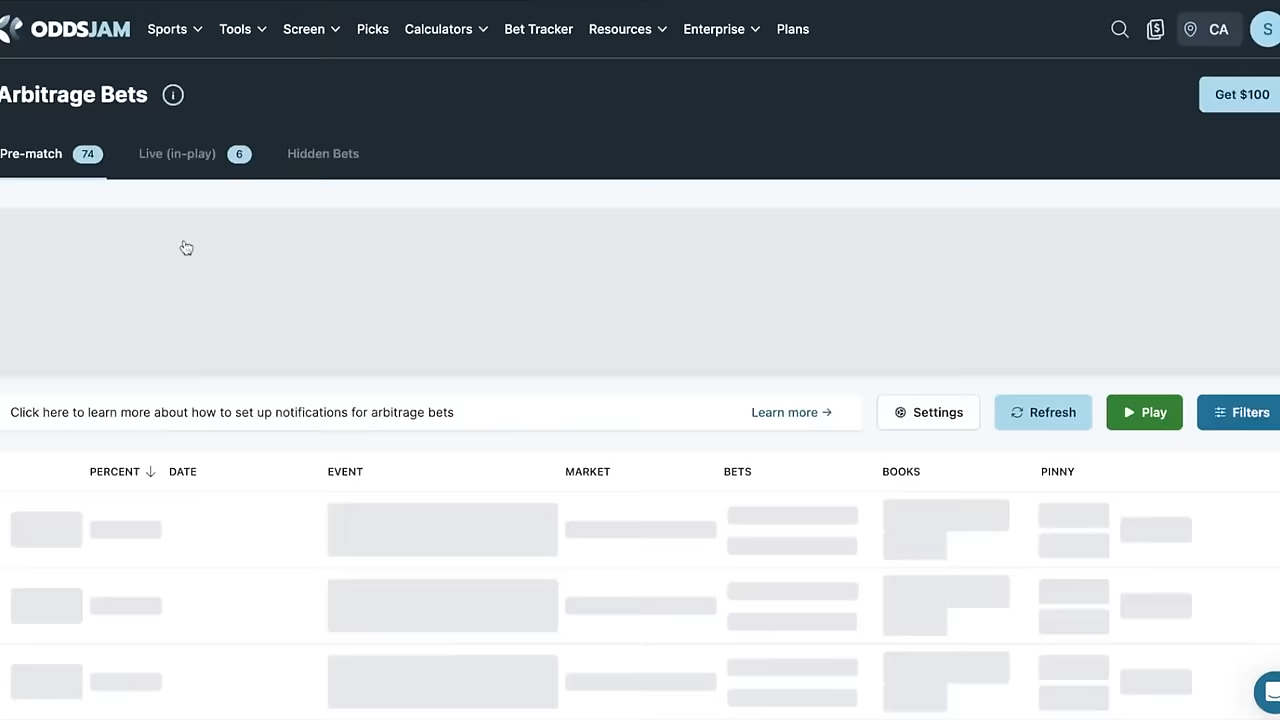 ODDSJAM Sports Tools Screen Picks Calculators Bet Tracker Resources Enterprise Plans CA S
Arbitrage Bets
Get $100
Pre-match 74 Live (in-play) 6 Hidden Bets
Click here to learn more about how to set up notifications for arbitrage bets Learn more → Settings Refresh Play Filters
PERCENT ↓ DATE EVENT MARKET BETS BOOKS PINNY